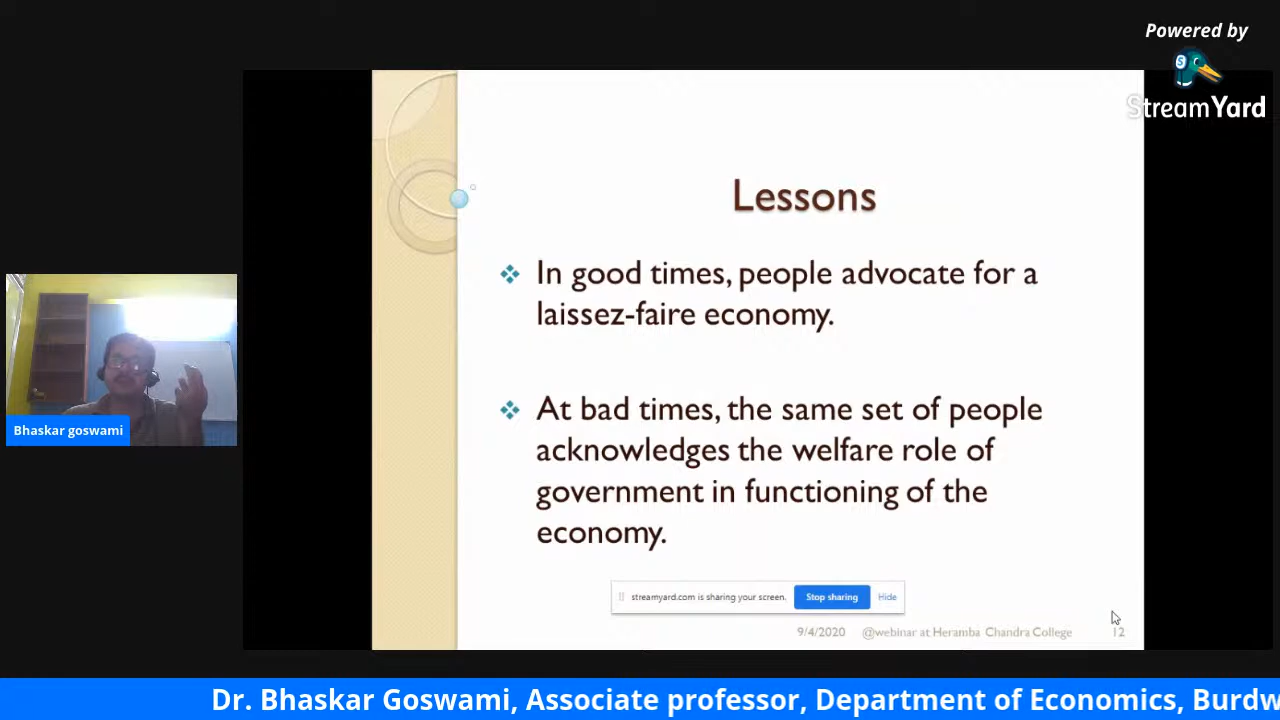 Powered by
StreamYard
Lessons
In good times, people advocate for a
laissez-faire economy.
At bad times, the same set of people
acknowledges the welfare role of
government in functioning of the
economy.
Bhaskar goswami
streamyard.com is sharing your screen. Stop sharing Hide
9/4/2020 @webinar at Heramba Chandra College 12
Dr. Bhaskar Goswami, Associate professor, Department of Economics, Burdw